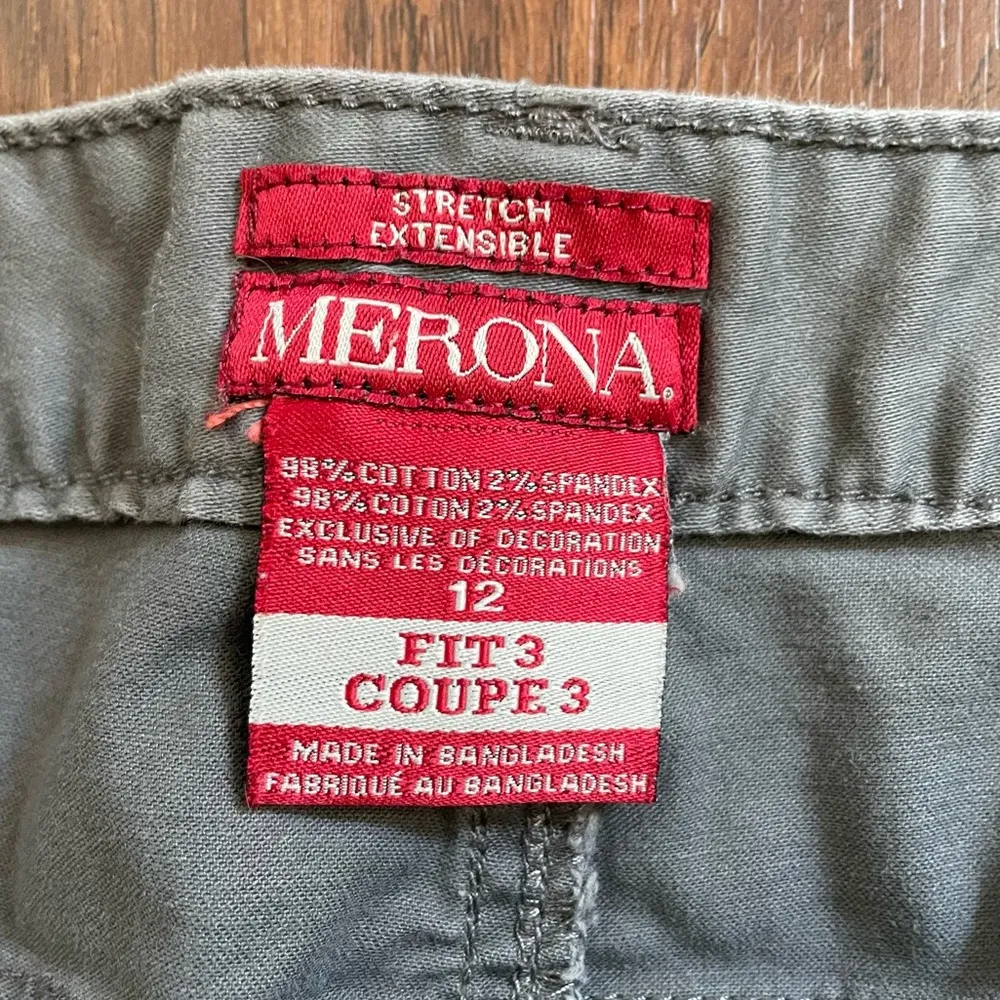 STRETCH
EXTENSIBLE
MERONA.
98% COTTON 2% SPANDEX
98% COTON 2% SPANDEX
EXCLUSIVE OF DECORATION
SANS LES DÉCORATIONS
12
FIT 3
COUPE 3
MADE IN BANGLADESH
FABRIQUÉ AU BANGLADESH